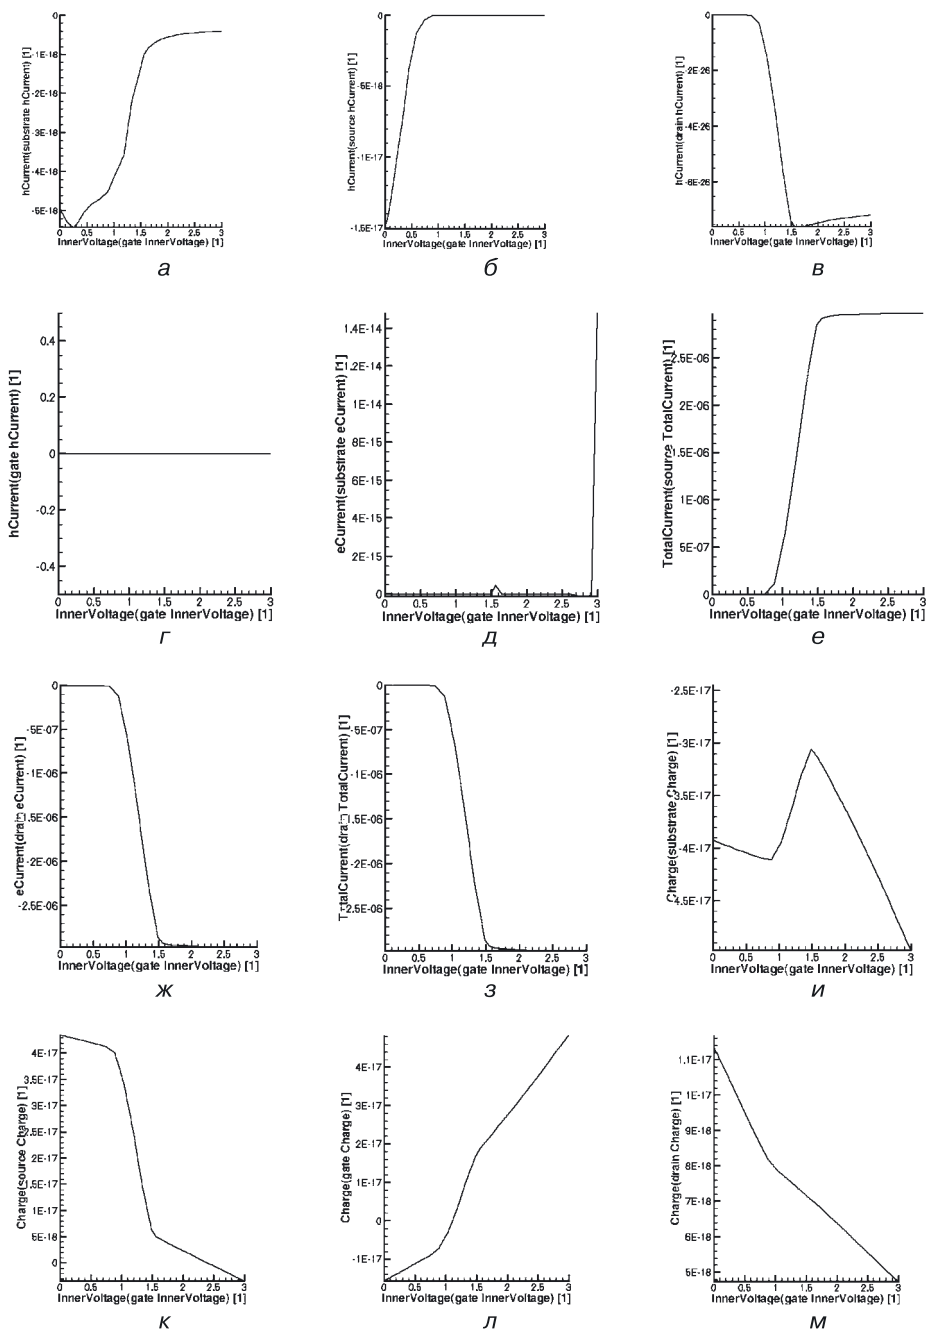 hCurrent(substrate hCurrent) [1]
0
-1E-18
-2E-18
-3E-18
-4E-18
-5E-18
0 0.5 1 1.5 2 2.5 3
InnerVoltage(gate InnerVoltage) [1]
а
hCurrent(source hCurrent) [1]
0
-5E-18
-1E-17
-1.5E-17
0 0.5 1 1.5 2 2.5 3
InnerVoltage(gate InnerVoltage) [1]
б
hCurrent(drain hCurrent) [1]
0
-2E-26
-4E-26
-6E-26
0 0.5 1 1.5 2 2.5 3
InnerVoltage(gate InnerVoltage) [1]
в
hCurrent(gate hCurrent) [1]
0.4
0.2
0
-0.2
-0.4
0 0.5 1 1.5 2 2.5 3
InnerVoltage(gate InnerVoltage) [1]
г
eCurrent(substrate eCurrent) [1]
1.4E-14
1.2E-14
1E-14
8E-15
6E-15
4E-15
2E-15
0
0 0.5 1 1.5 2 2.5 3
InnerVoltage(gate InnerVoltage) [1]
д
TotalCurrent(source TotalCurrent) [1]
2.5E-06
2E-06
1.5E-06
1E-06
5E-07
0
0 0.5 1 1.5 2 2.5 3
InnerVoltage(gate InnerVoltage) [1]
е
eCurrent(drain eCurrent) [1]
0
-5E-07
-1E-06
-1.5E-06
-2E-06
-2.5E-06
0 0.5 1 1.5 2 2.5 3
InnerVoltage(gate InnerVoltage) [1]
ж
TotalCurrent(drain TotalCurrent) [1]
0
-5E-07
-1E-06
-1.5E-06
-2E-06
-2.5E-06
0 0.5 1 1.5 2 2.5 3
InnerVoltage(gate InnerVoltage) [1]
з
Charge(substrate Charge) [1]
-2.5E-17
-3E-17
-3.5E-17
-4E-17
-4.5E-17
0 0.5 1 1.5 2 2.5 3
InnerVoltage(gate InnerVoltage) [1]
и
Charge(source Charge) [1]
4E-17
3.5E-17
3E-17
2.5E-17
2E-17
1.5E-17
1E-17
5E-18
0
0 0.5 1 1.5 2 2.5 3
InnerVoltage(gate InnerVoltage) [1]
к
Charge(gate Charge) [1]
4E-17
3E-17
2E-17
1E-17
0
-1E-17
0 0.5 1 1.5 2 2.5 3
InnerVoltage(gate InnerVoltage) [1]
л
Charge(drain Charge) [1]
1.1E-17
1E-17
9E-18
8E-18
7E-18
6E-18
5E-18
0 0.5 1 1.5 2 2.5 3
InnerVoltage(gate InnerVoltage) [1]
м